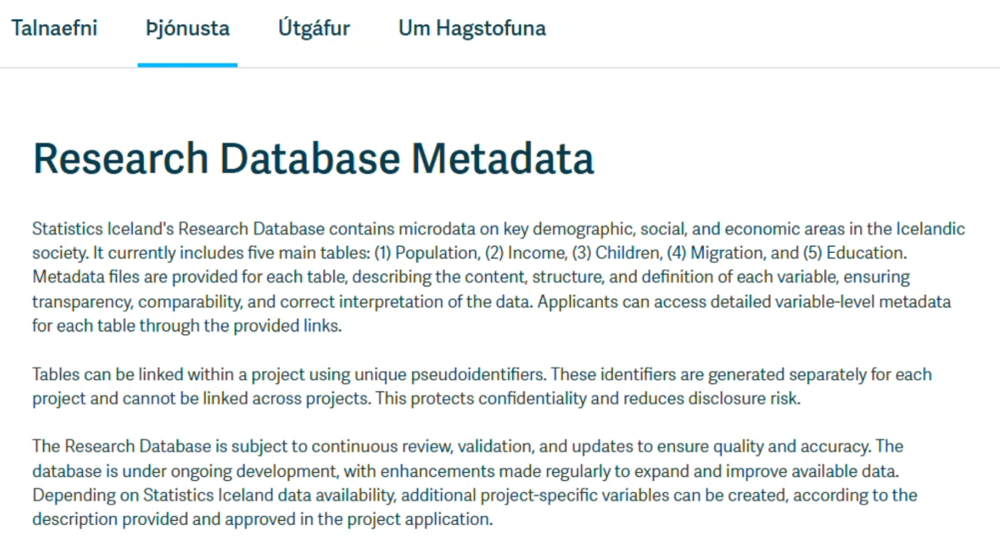 Talnaefni Þjónusta Útgáfur Um Hagstofuna
Research Database Metadata
Statistics Iceland's Research Database contains microdata on key demographic, social, and economic areas in the Icelandic
society. It currently includes five main tables: (1) Population, (2) Income, (3) Children, (4) Migration, and (5) Education.
Metadata files are provided for each table, describing the content, structure, and definition of each variable, ensuring
transparency, comparability, and correct interpretation of the data. Applicants can access detailed variable-level metadata
for each table through the provided links.
Tables can be linked within a project using unique pseudoidentifiers. These identifiers are generated separately for each
project and cannot be linked across projects. This protects confidentiality and reduces disclosure risk.
The Research Database is subject to continuous review, validation, and updates to ensure quality and accuracy. The
database is under ongoing development, with enhancements made regularly to expand and improve available data.
Depending on Statistics Iceland data availability, additional project-specific variables can be created, according to the
description provided and approved in the project application.